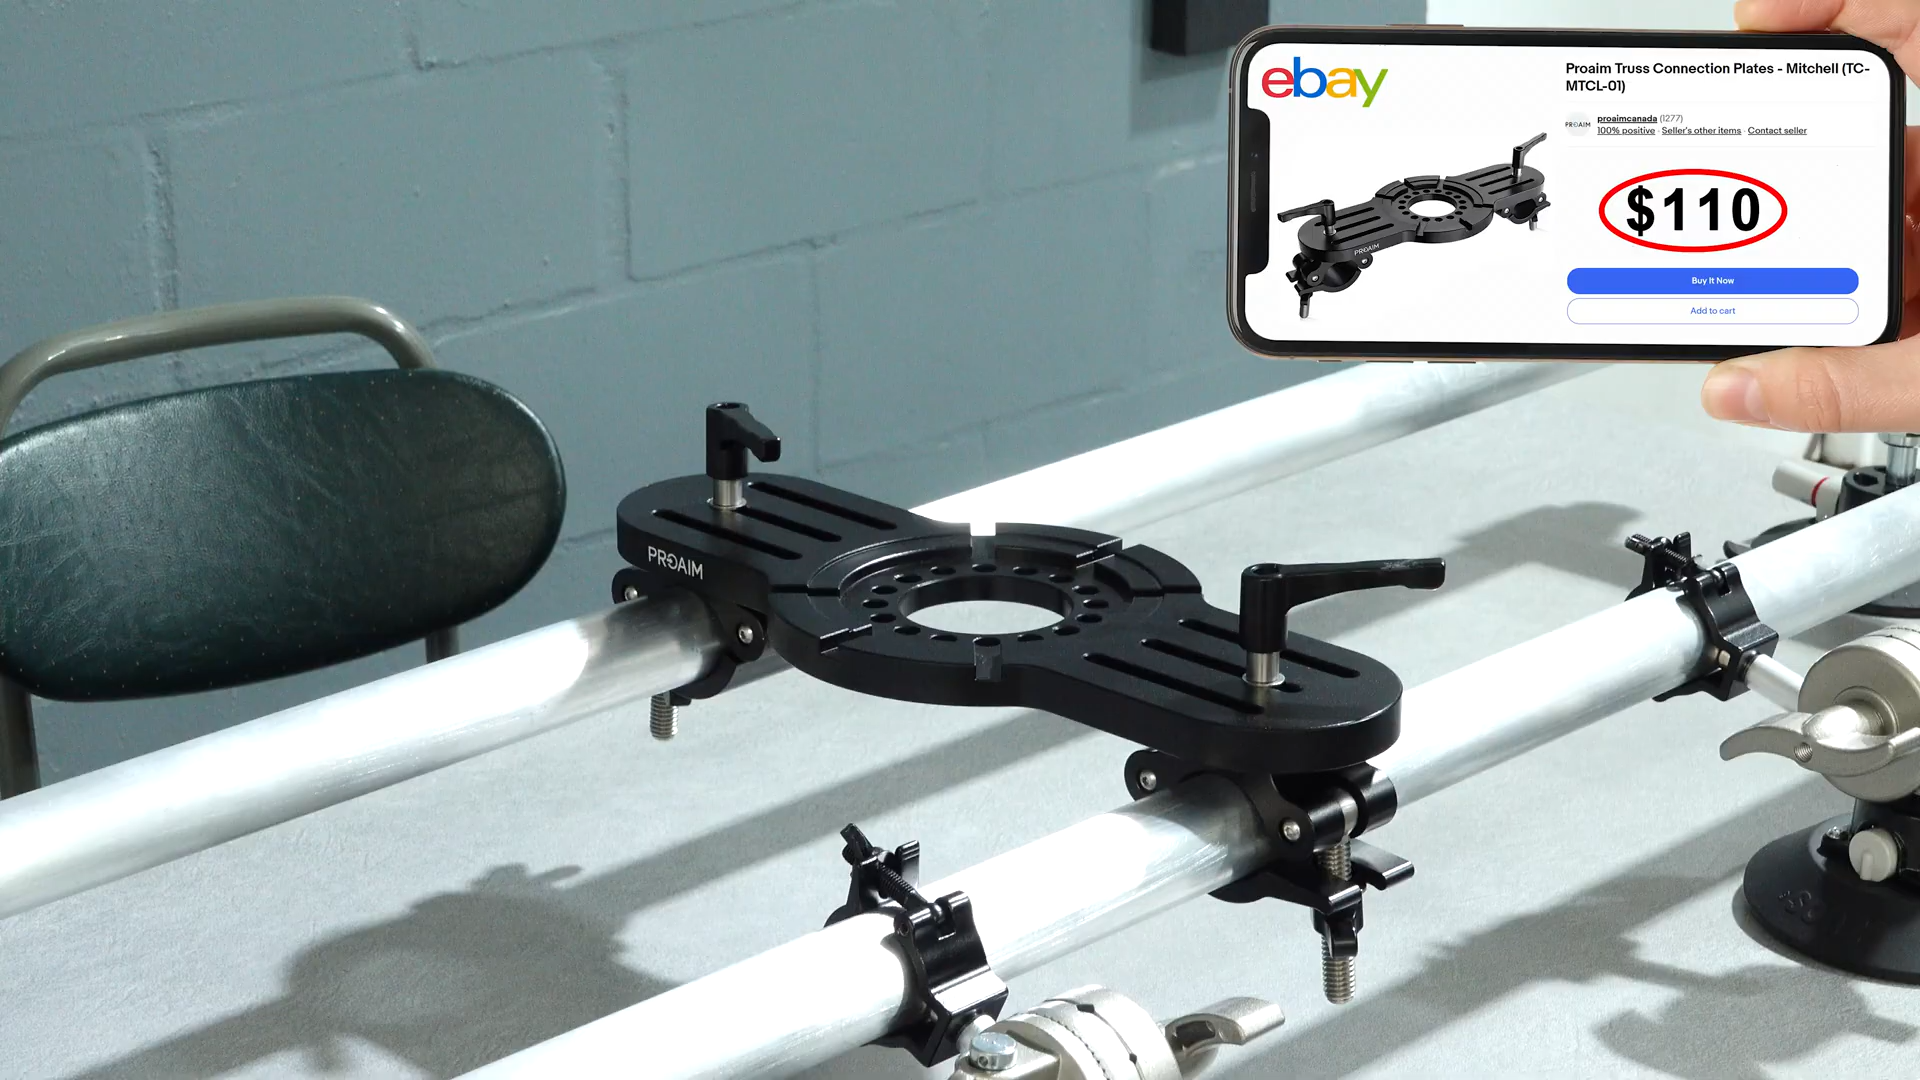 ebay
Proaim Truss Connection Plates - Mitchell (TC-
MTCL-01)
PROAIM
proaimcanada (1277)
100% positive · Seller's other items · Contact seller
$110
Buy It Now
Add to cart
PROAIM
PROAIM